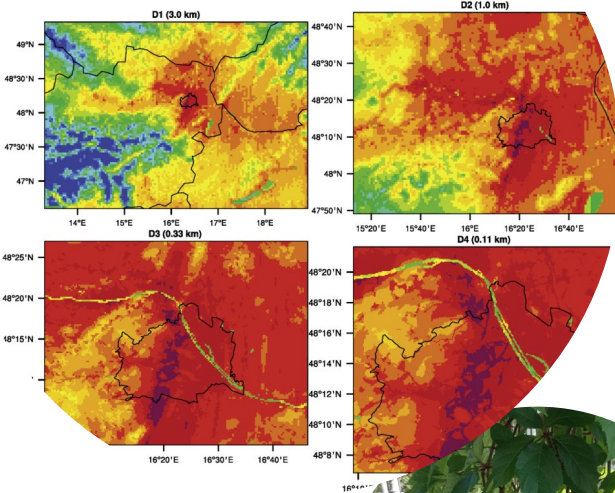 D1 (3.0 km)
49°N
48°30'N
48°N
47°30'N
47°N
14°E 15°E 16°E 17°E 18°E
D2 (1.0 km)
48°40'N
48°30'N
48°20'N
48°10'N
48°N
47°50'N
15°20'E 15°40'E 16°E 16°20'E 16°40'E
D3 (0.33 km)
48°25'N
48°20'N
48°15'N
16°20'E 16°30'E 16°40'E
D4 (0.11 km)
48°20'N
48°18'N
48°16'N
48°14'N
48°12'N
48°10'N
48°8'N